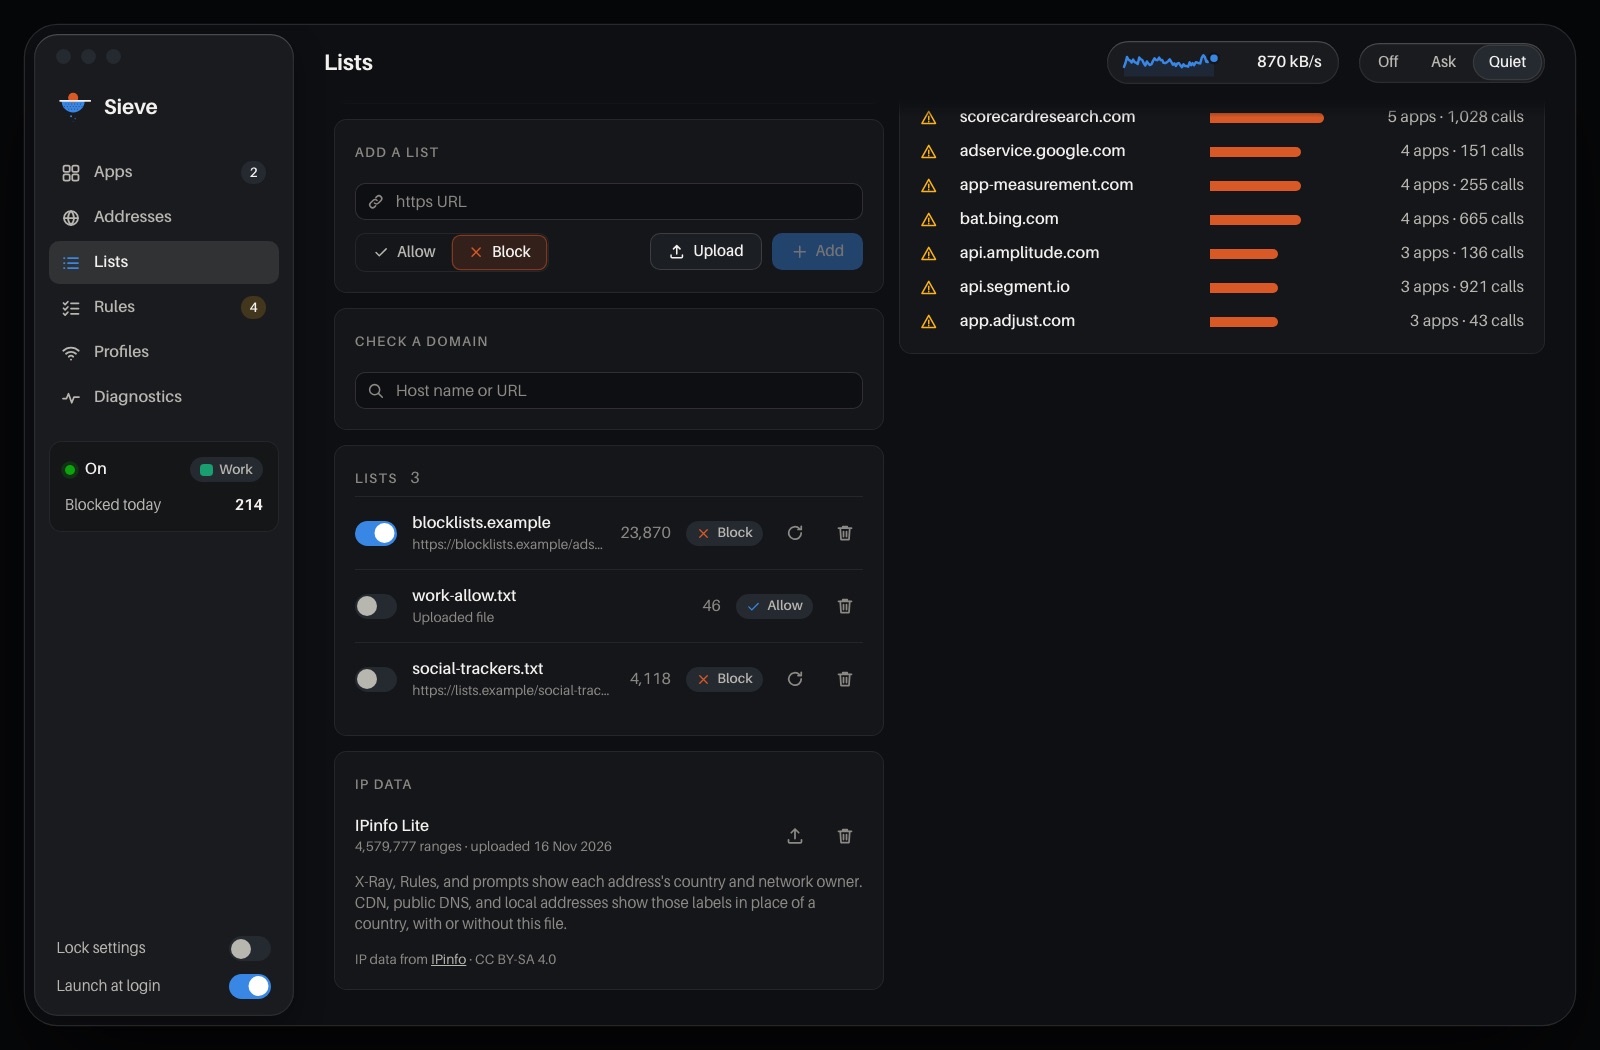 Sieve
Apps 2
Addresses
Lists
Rules 4
Profiles
Diagnostics
On Work
Blocked today 214
Lock settings
Launch at login
Lists
870 kB/s
Off Ask Quiet
ADD A LIST
https URL
Allow Block Upload Add
CHECK A DOMAIN
Host name or URL
LISTS 3
blocklists.example
https://blocklists.example/ads...
23,870 Block
work-allow.txt
Uploaded file
46 Allow
social-trackers.txt
https://lists.example/social-trac...
4,118 Block
IP DATA
IPinfo Lite
4,579,777 ranges · uploaded 16 Nov 2026
X-Ray, Rules, and prompts show each address's country and network owner.
CDN, public DNS, and local addresses show those labels in place of a
country, with or without this file.
IP data from IPinfo · CC BY-SA 4.0
scorecardresearch.com 5 apps · 1,028 calls
adservice.google.com 4 apps · 151 calls
app-measurement.com 4 apps · 255 calls
bat.bing.com 4 apps · 665 calls
api.amplitude.com 3 apps · 136 calls
api.segment.io 3 apps · 921 calls
app.adjust.com 3 apps · 43 calls